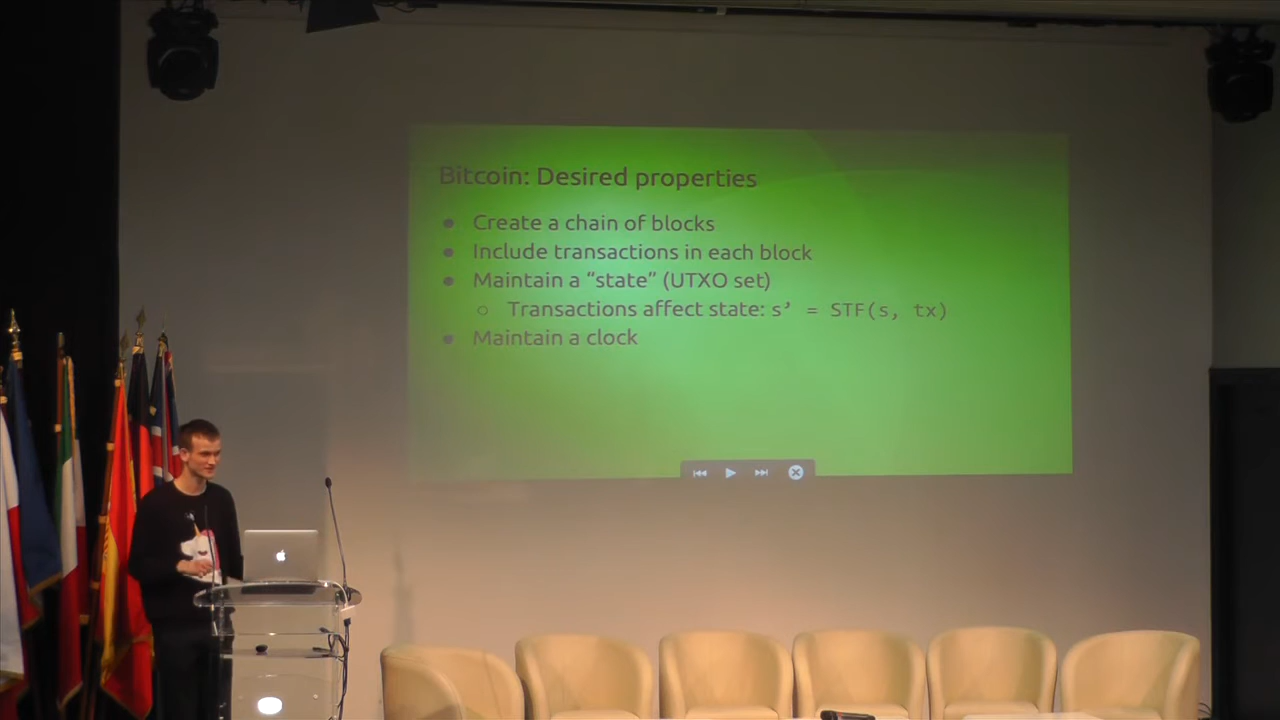 Bitcoin: Desired properties
● Create a chain of blocks
● Include transactions in each block
● Maintain a “state” (UTXO set)
○ Transactions affect state: s’ = STF(s, tx)
● Maintain a clock